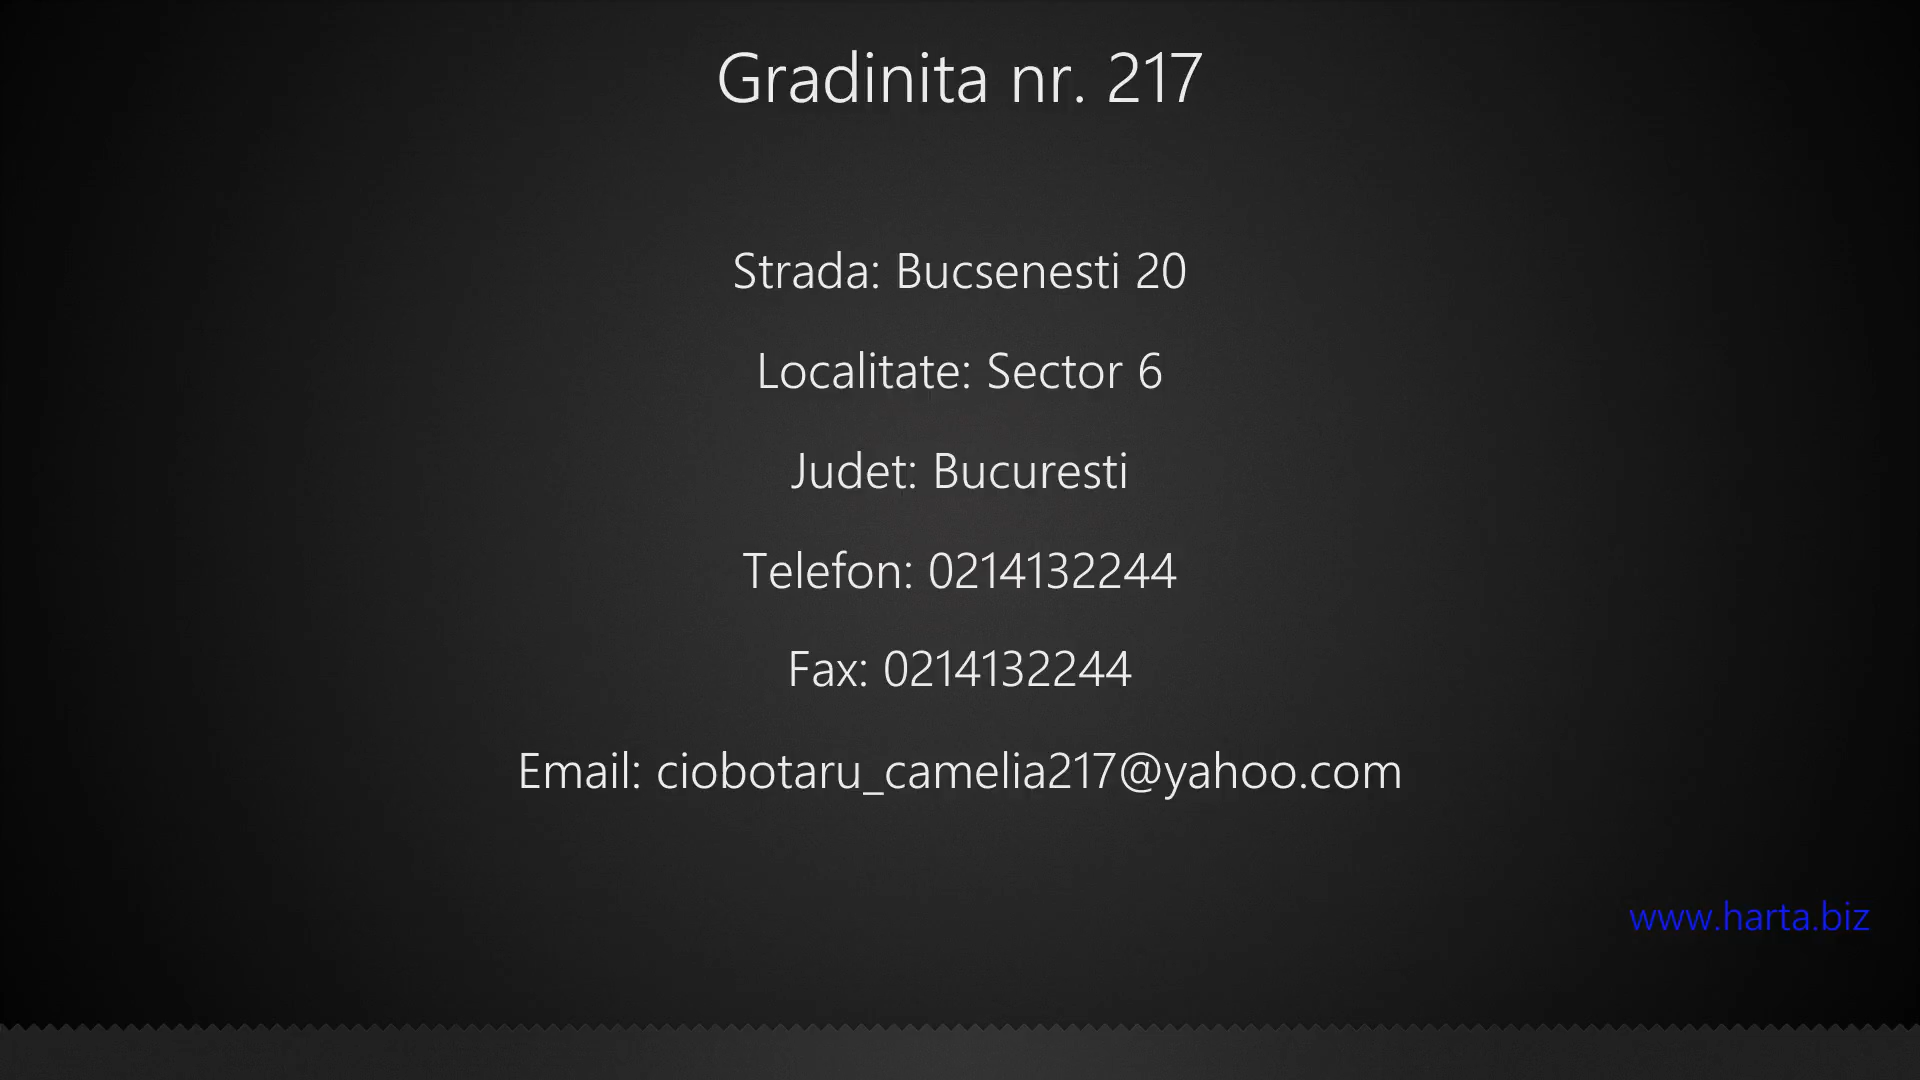 Gradinita nr. 217
Strada: Bucsenesti 20
Localitate: Sector 6
Judet: Bucuresti
Telefon: 0214132244
Fax: 0214132244
Email: ciobotaru_camelia217@yahoo.com
www.harta.biz